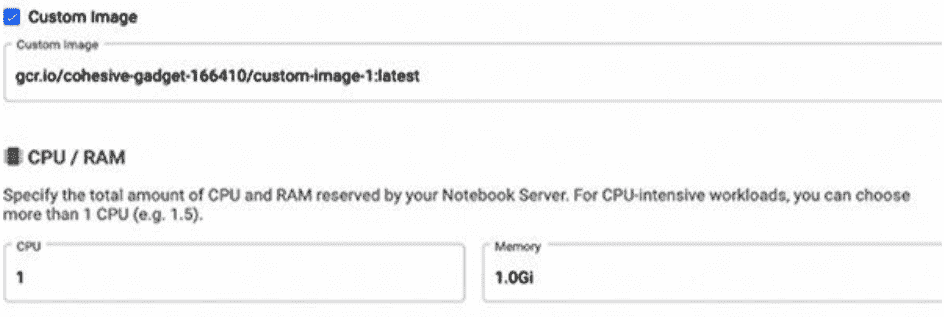 Custom Image
Custom Image
gcr.io/cohesive-gadget-166410/custom-image-1:latest
CPU / RAM
Specify the total amount of CPU and RAM reserved by your Notebook Server. For CPU-intensive workloads, you can choose
more than 1 CPU (e.g. 1.5).
CPU
Memory
1
1.0Gi